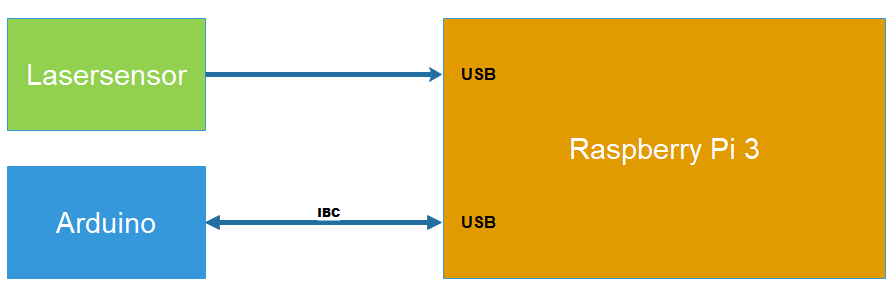 Lasersensor
USB
Raspberry Pi 3
Arduino
IBC
USB